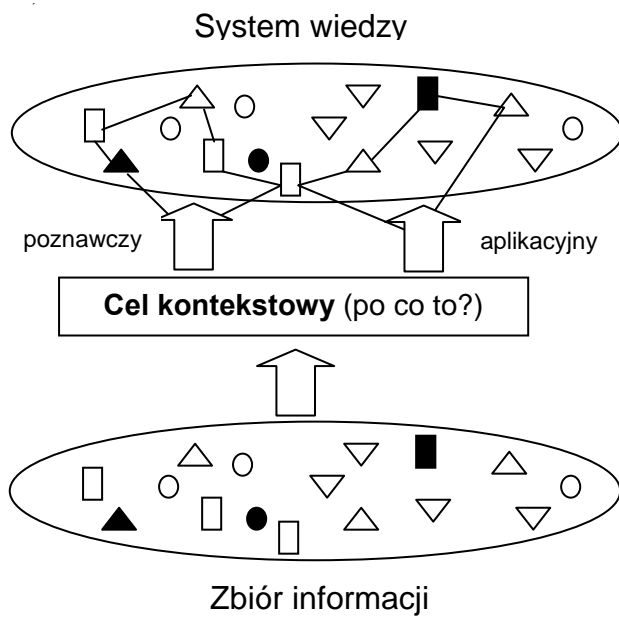 System wiedzy
poznawczy
aplikacyjny
Cel kontekstowy (po co to?)
Zbiór informacji